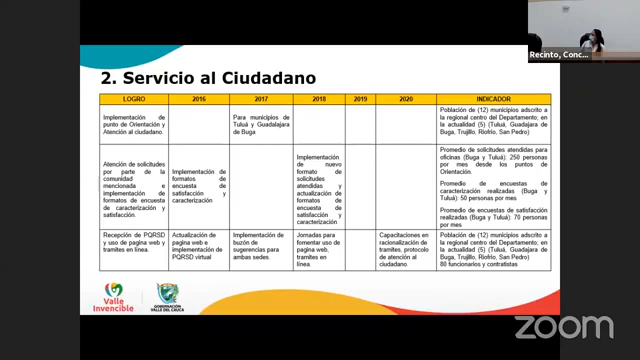 Recinto, Conc...
2. Servicio al Ciudadano
LOGRO 2016 2017 2018 2019 2020 INDICADOR
Implementación de
punto de Orientación y
Atención al ciudadano.
Para municipios de
Tuluá y Guadalajara de
Buga
Población de (12) municipios adscrito a
la regional centro del Departamento; en
la actualidad (5) (Tuluá, Guadajara de
Buga, Trujillo, Riofrío, San Pedro)
Atención de solicitudes
por parte de la
comunidad
mencionada e
implementación de
formatos de encuesta
de caracterización y
satisfacción.
Implementación de
formatos de
encuesta de
satisfacción y
caracterización
Implementación
de nuevo
formato de
solicitudes
atendidas y
actualización de
formatos de
encuesta de
satisfacción y
caracterización
Promedio de solicitudes atendidas para
oficinas (Buga y Tuluá): 250 personas
por mes desde los puntos de
Orientación.
Promedio de encuestas de
caracterización realizadas (Buga y
Tuluá): 50 personas por mes
Promedio de encuestas de satisfacción
realizadas (Buga y Tuluá): 70 personas
por mes
Recepción de PQRSD
y uso de pagina web y
tramites en línea.
Actualización de
pagina web e
implementación de
PQRSD virtual
Implementación de
buzón de
sugerencias para
ambas sedes.
Jornadas para
fomentar uso de
pagina web,
tramites en
línea.
Capacitaciones en
racionalización de
tramites, protocolo
de atención al
ciudadano.
Población de (12) municipios adscrito a
la regional centro del Departamento; en
la actualidad (5) (Tuluá, Guadajara de
Buga, Trujillo, Riofrío, San Pedro)
80 funcionarios y contratistas
Valle
Invencible
GOBERNACIÓN
VALLE DEL CAUCA
zoom